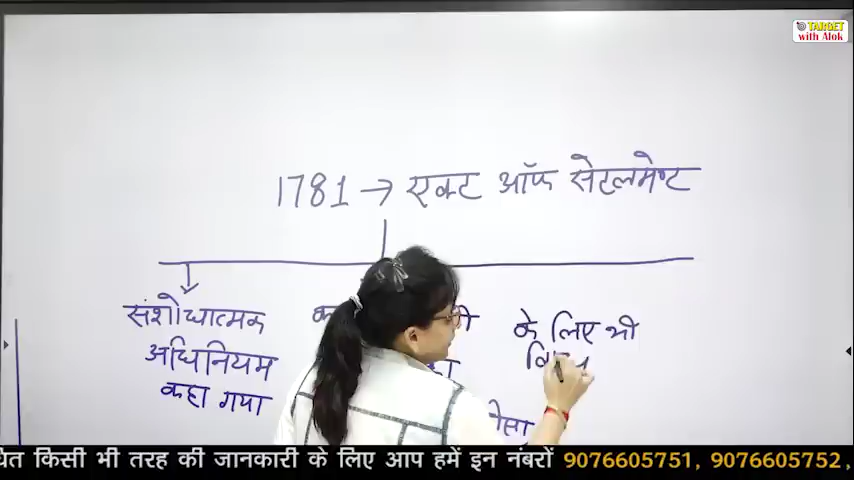 TARGET
with Alok
1781 → एक्ट ऑफ सेटलमेण्ट
संशोधात्मक
अधिनियम
कहा गया
के लिए भी
किसी भी तरह की जानकारी के लिए आप हमें इन नंबरों 9076605751, 9076605752,